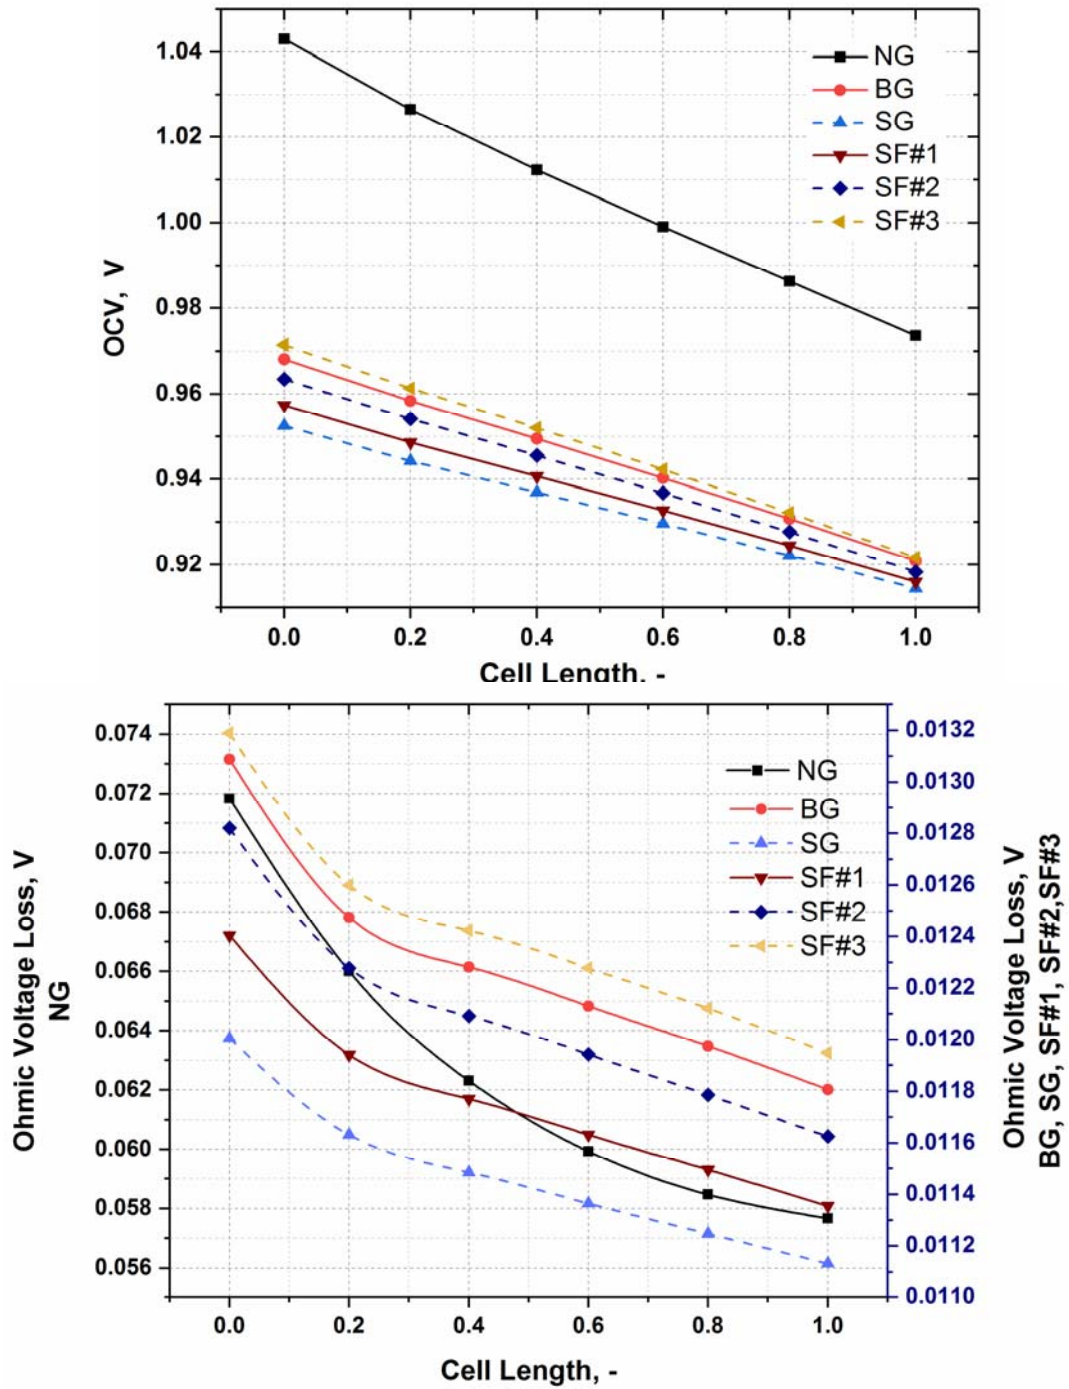 1.04
1.02
1.00
0.98
0.96
0.94
0.92
OCV, V
NG
BG
SG
SF#1
SF#2
SF#3
0.0 0.2 0.4 0.6 0.8 1.0
Cell Length, -
0.074
0.072
0.070
0.068
0.066
0.064
0.062
0.060
0.058
0.056
Ohmic Voltage Loss, V
NG
NG
BG
SG
SF#1
SF#2
SF#3
0.0132
0.0130
0.0128
0.0126
0.0124
0.0122
0.0120
0.0118
0.0116
0.0114
0.0112
0.0110
Ohmic Voltage Loss, V
BG, SG, SF#1, SF#2,SF#3
0.0 0.2 0.4 0.6 0.8 1.0
Cell Length, -